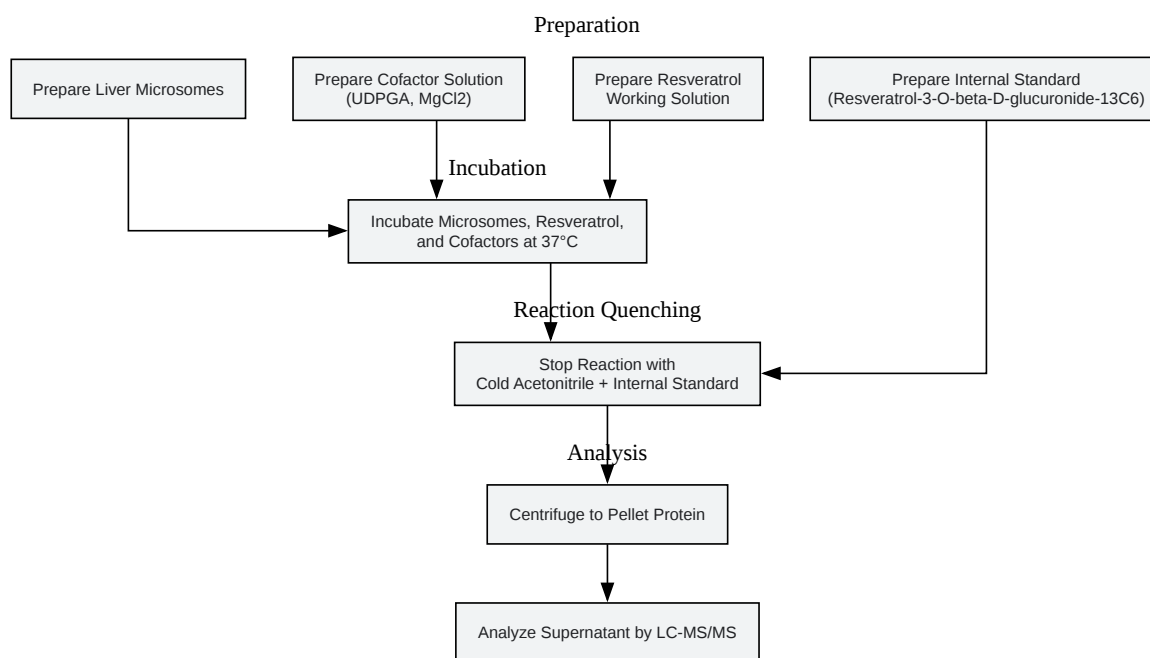 Preparation
Prepare Liver Microsomes
Prepare Cofactor Solution
(UDPGA, MgCl2)
Prepare Resveratrol
Working Solution
Prepare Internal Standard
(Resveratrol-3-O-beta-D-glucuronide-13C6)
Incubation
Incubate Microsomes, Resveratrol,
and Cofactors at 37°C
Reaction Quenching
Stop Reaction with
Cold Acetonitrile + Internal Standard
Analysis
Centrifuge to Pellet Protein
Analyze Supernatant by LC-MS/MS